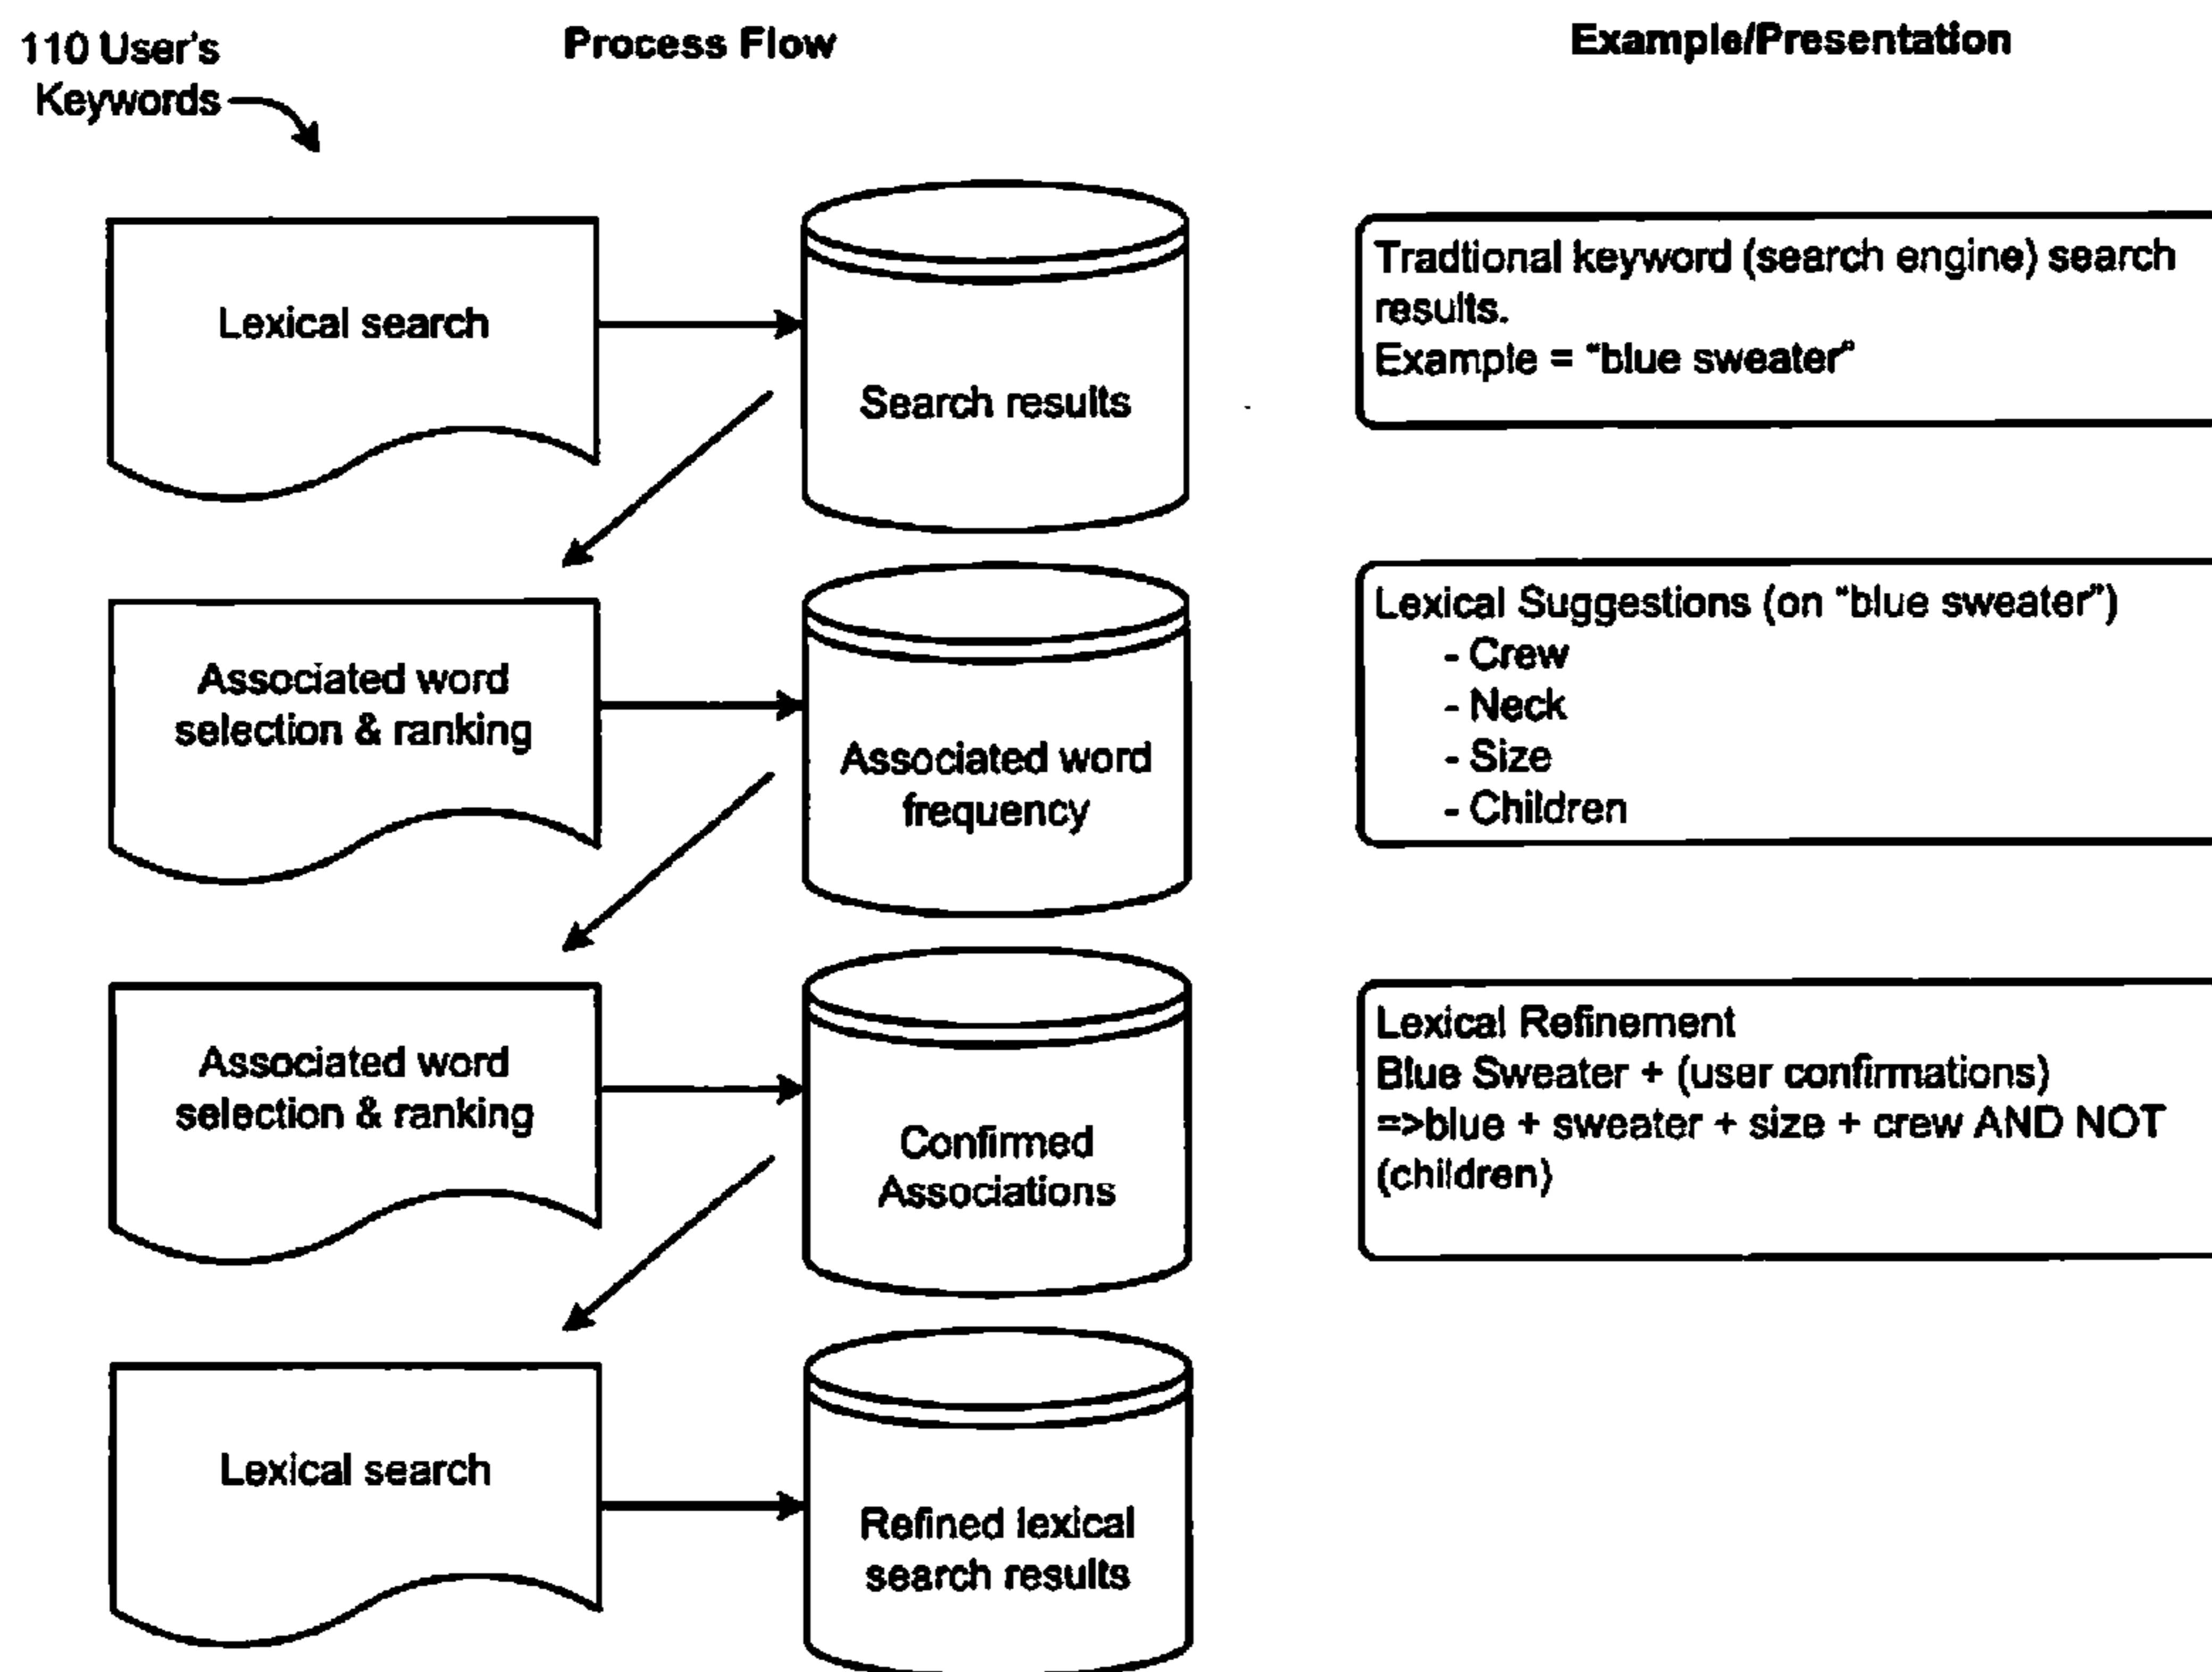 110 User's
Keywords
Process Flow
Example/Presentation
Lexical search
Search results
Tradtional keyword (search engine) search
results.
Example = "blue sweater"
Associated word
selection & ranking
Associated word
frequency
Lexical Suggestions (on "blue sweater")
- Crew
- Neck
- Size
- Children
Associated word
selection & ranking
Confirmed
Associations
Lexical Refinement
Blue Sweater + (user confirmations)
=>blue + sweater + size + crew AND NOT
(children)
Lexical search
Refined lexical
search results